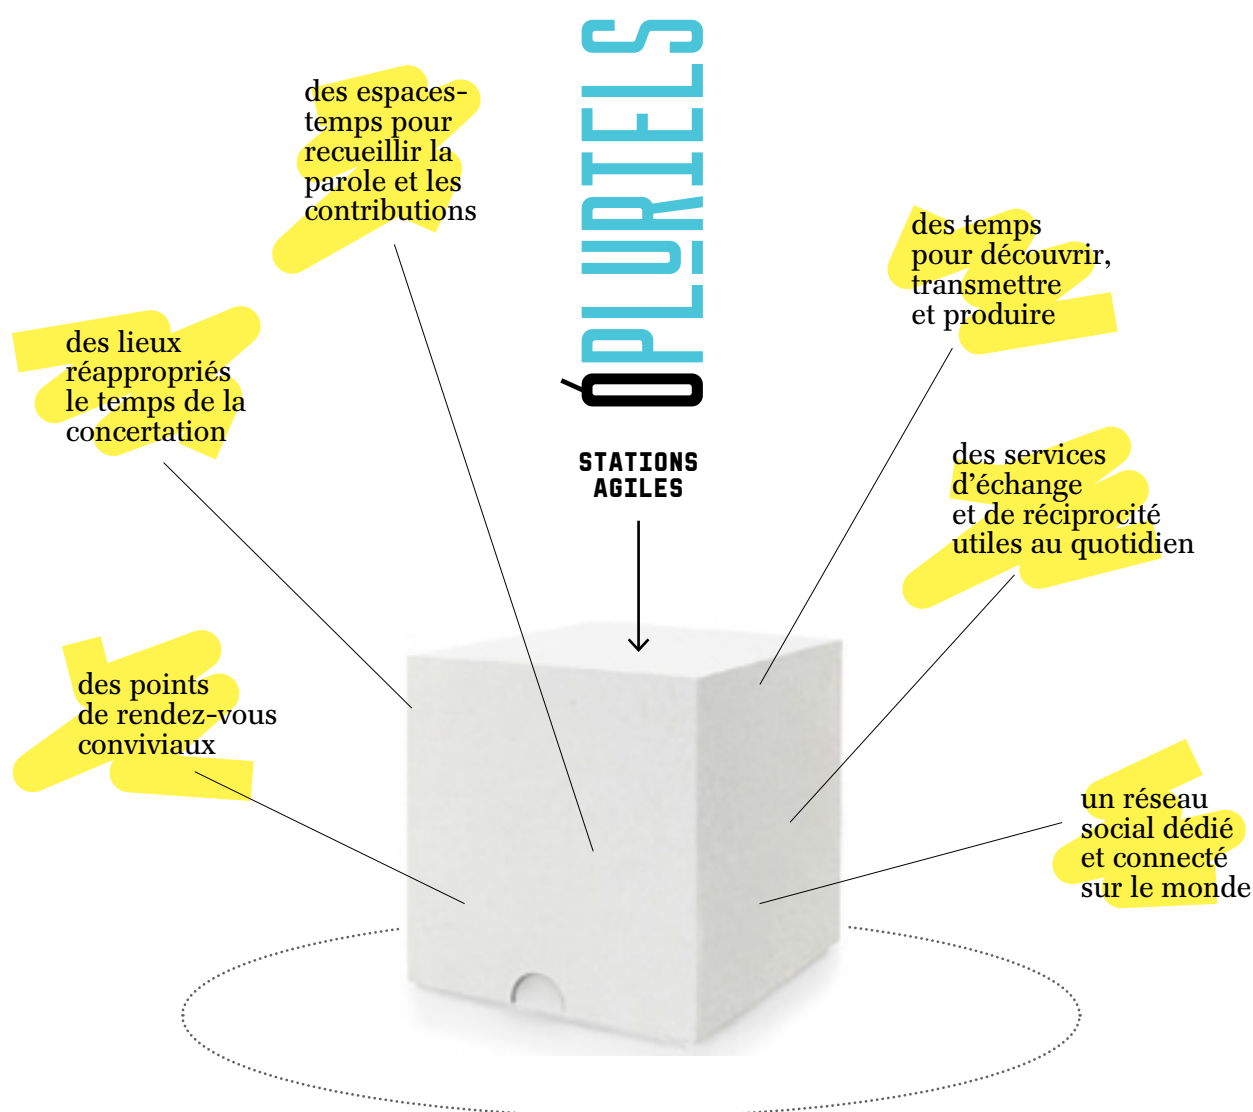 ÓPLURIELS
STATIONS
AGILES
des espaces-
temps pour
recueillir la
parole et les
contributions
des temps
pour découvrir,
transmettre
et produire
des lieux
réappropriés
le temps de la
concertation
des services
d’échange
et de réciprocité
utiles au quotidien
des points
de rendez-vous
conviviaux
un réseau
social dédié
et connecté
sur le monde